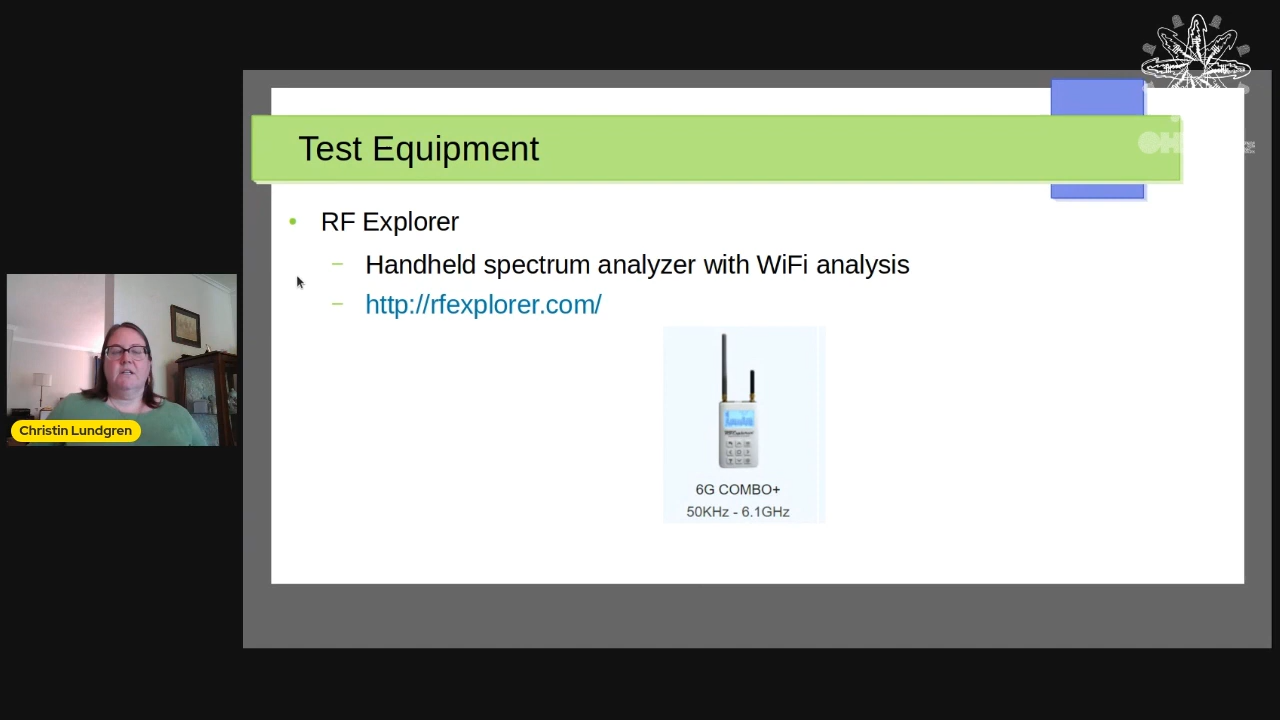 Test Equipment
RF Explorer
Handheld spectrum analyzer with WiFi analysis
http://rfexplorer.com/
6G COMBO+
50KHz - 6.1GHz
Christin Lundgren